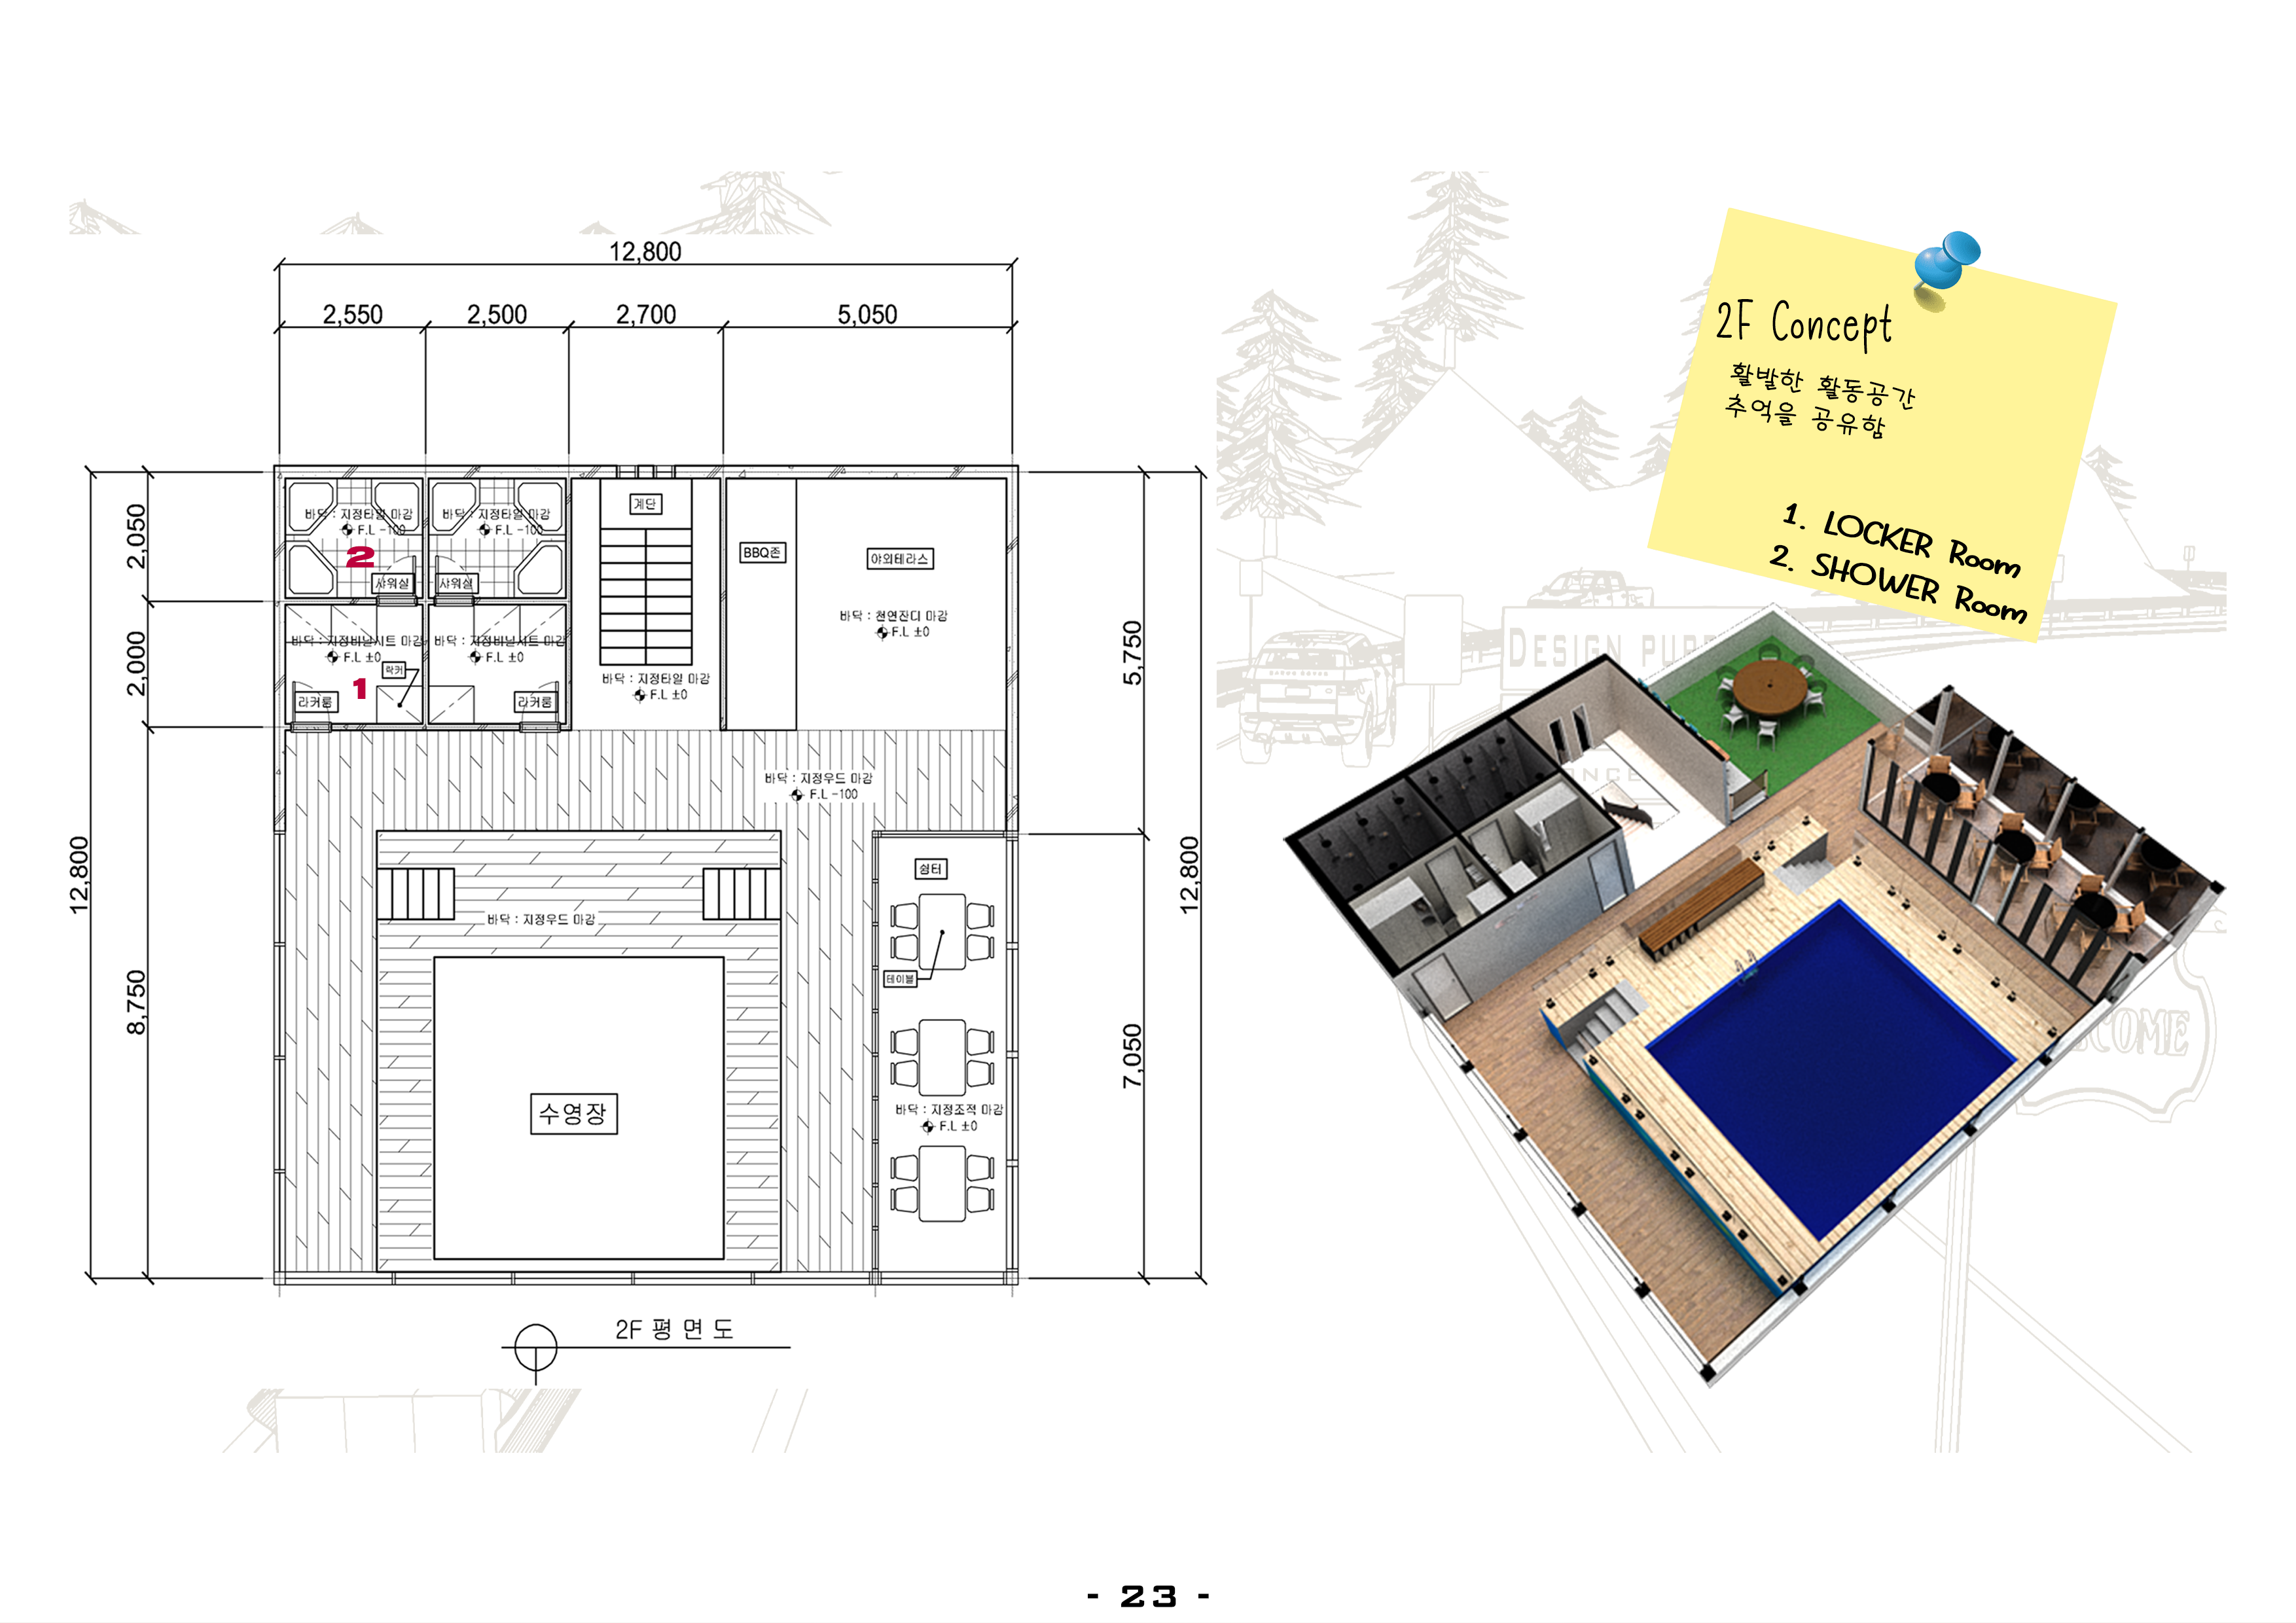 12,800
2,550
2,500
2,700
5,050
2F Concept
활발한 활동공간
추억을 공유함
1. LOCKER Room
2. SHOWER Room
12,800
2,050
2,000
8,750
5,750
7,050
12,800
바닥 : 지정타일 마감
F.L -100
2
샤워실
바닥 : 지정타일 마감
F.L -100
샤워실
계단
BBQ존
야외테라스
바닥 : 천연잔디 마감
F.L ±0
바닥 : 지정비닐시트 마감
F.L ±0
락커
1
라커룸
바닥 : 지정비닐시트 마감
F.L ±0
라커룸
바닥 : 지정타일 마감
F.L ±0
바닥 : 지정우드 마감
F.L -100
쉼터
바닥 : 지정우드 마감
테이블
수영장
바닥 : 지정조적 마감
F.L ±0
2F 평 면 도
DESIGN PUR
- 23 -